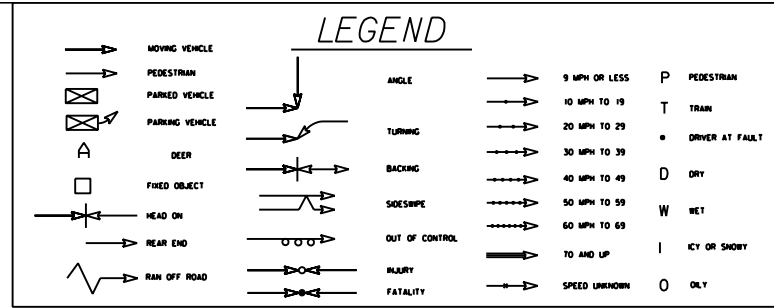 LEGEND
MOVING VEHICLE
PEDESTRIAN
PARKED VEHICLE
PARKING VEHICLE
DEER
FIXED OBJECT
HEAD ON
REAR END
RAN OFF ROAD
ANGLE
TURNING
BACKING
SIDESWIPE
OUT OF CONTROL
INJURY
FATALITY
9 MPH OR LESS
10 MPH TO 19
20 MPH TO 29
30 MPH TO 39
40 MPH TO 49
50 MPH TO 59
60 MPH TO 69
70 AND UP
SPEED UNKNOWN
P PEDESTRIAN
T TRAIN
DRIVER AT FAULT
D DRY
W WET
I ICY OR SNOWY
O OILY